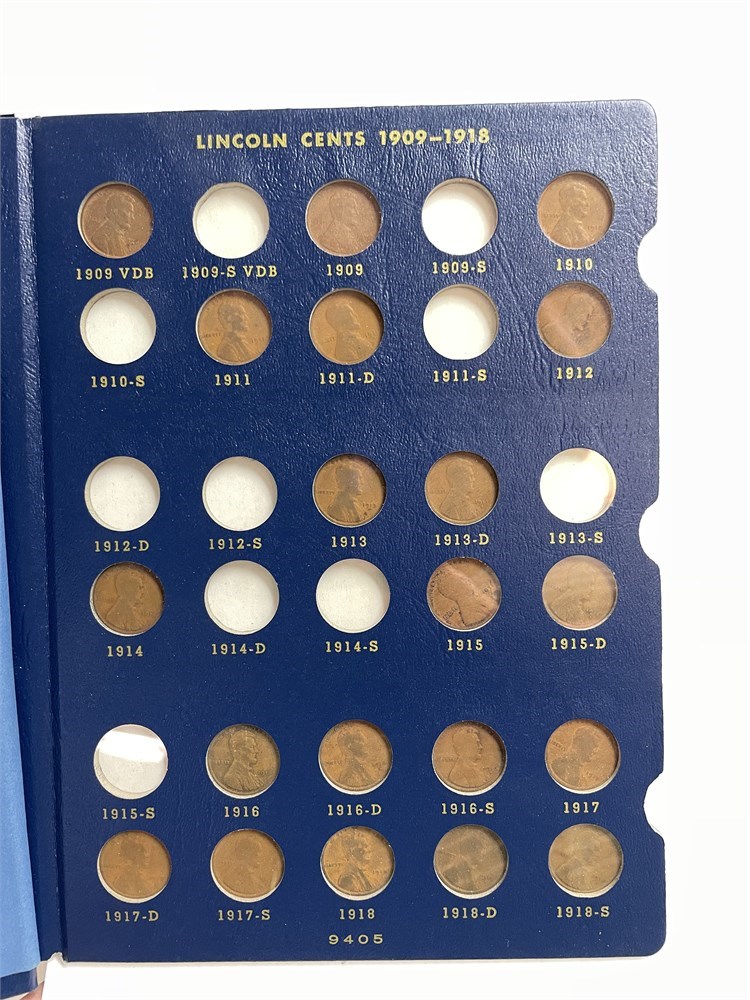 LINCOLN CENTS 1909–1918
1909 VDB 1909-S VDB 1909 1909-S 1910
1910-S 1911 1911-D 1911-S 1912
1912-D 1912-S 1913 1913-D 1913-S
1914 1914-D 1914-S 1915 1915-D
1915-S 1916 1916-D 1916-S 1917
1917-D 1917-S 1918 1918-D 1918-S
9405